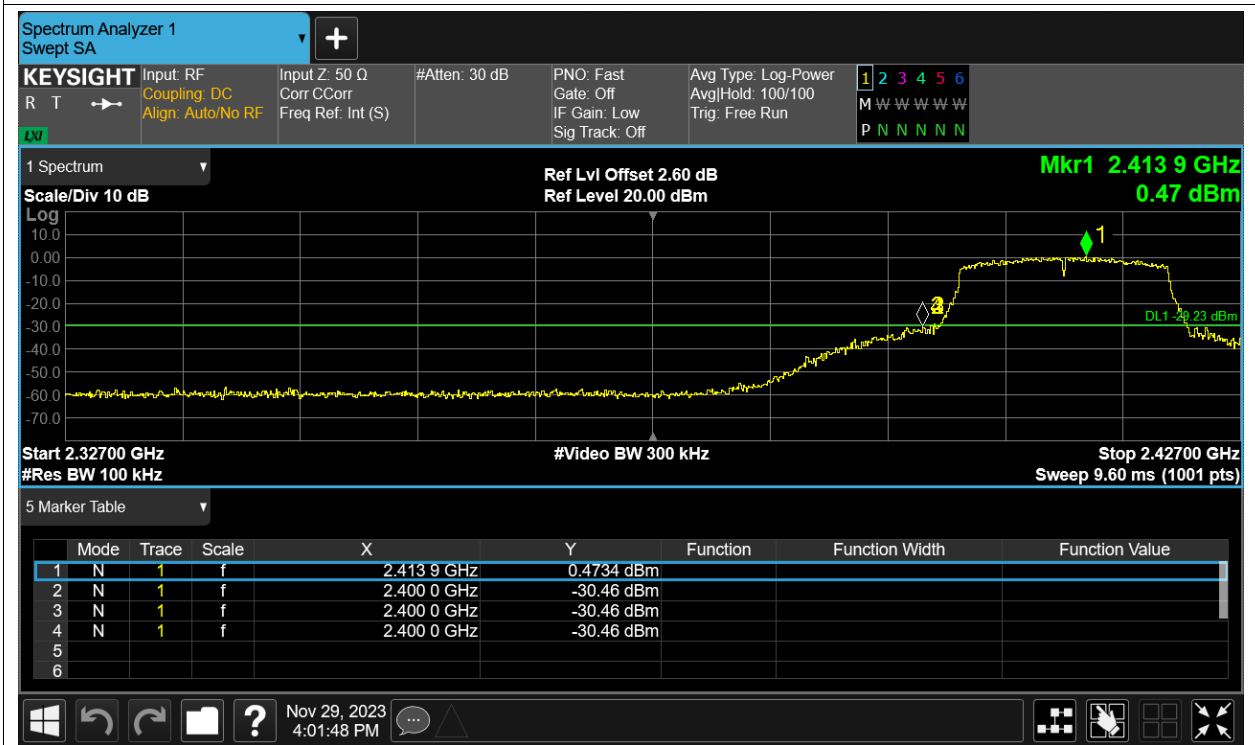 Spectrum Analyzer 1
Swept SA
+
KEYSIGHT Input: RF Input Z: 50 Ω #Atten: 30 dB PNO: Fast Avg Type: Log-Power 1 2 3 4 5 6
R T Coupling: DC Corr CCorr Gate: Off Avg|Hold: 100/100 M W W W W W
Align: Auto/No RF Freq Ref: Int (S) IF Gain: Low Trig: Free Run
LXI Sig Track: Off P N N N N N
1 Spectrum
Ref Lvl Offset 2.60 dB Mkr1 2.413 9 GHz
Scale/Div 10 dB Ref Level 20.00 dBm 0.47 dBm
Log
10.0
1
0.00
-10.0
-20.0
DL1 -29.23 dBm
-30.0
-40.0
-50.0
-60.0
-70.0
Start 2.32700 GHz #Video BW 300 kHz Stop 2.42700 GHz
#Res BW 100 kHz Sweep 9.60 ms (1001 pts)
5 Marker Table
Mode Trace Scale X Y Function Function Width Function Value
1 N 1 f 2.413 9 GHz 0.4734 dBm
2 N 1 f 2.400 0 GHz -30.46 dBm
3 N 1 f 2.400 0 GHz -30.46 dBm
4 N 1 f 2.400 0 GHz -30.46 dBm
5
6
? Nov 29, 2023
4:01:48 PM